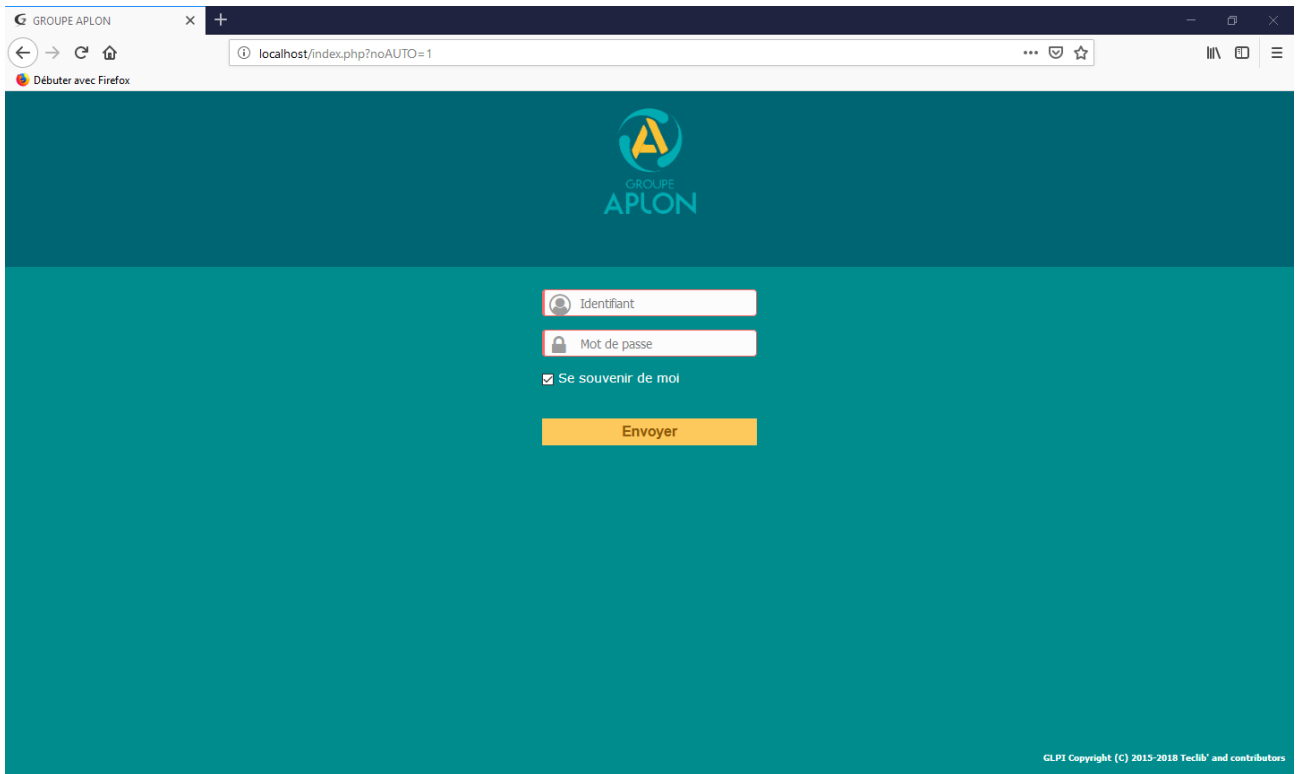 GROUPE APLON
localhost/index.php?noAUTO=1
Débuter avec Firefox
GROUPE
APLON
Identifiant
Mot de passe
Se souvenir de moi
Envoyer
GLPI Copyright (C) 2015-2018 Teclib' and contributors